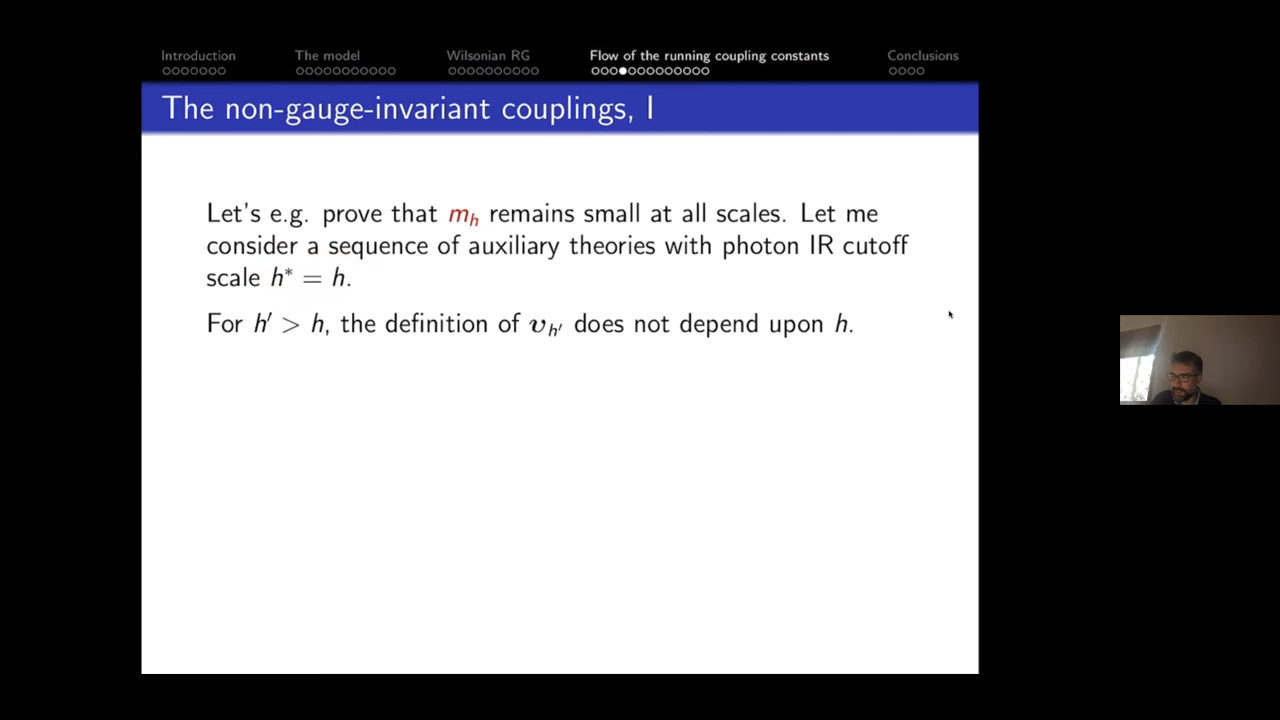 Introduction The model Wilsonian RG Flow of the running coupling constants Conclusions
The non-gauge-invariant couplings, I
Let's e.g. prove that m_h remains small at all scales. Let me
consider a sequence of auxiliary theories with photon IR cutoff
scale h* = h.
For h′ > h, the definition of υ_h′ does not depend upon h.